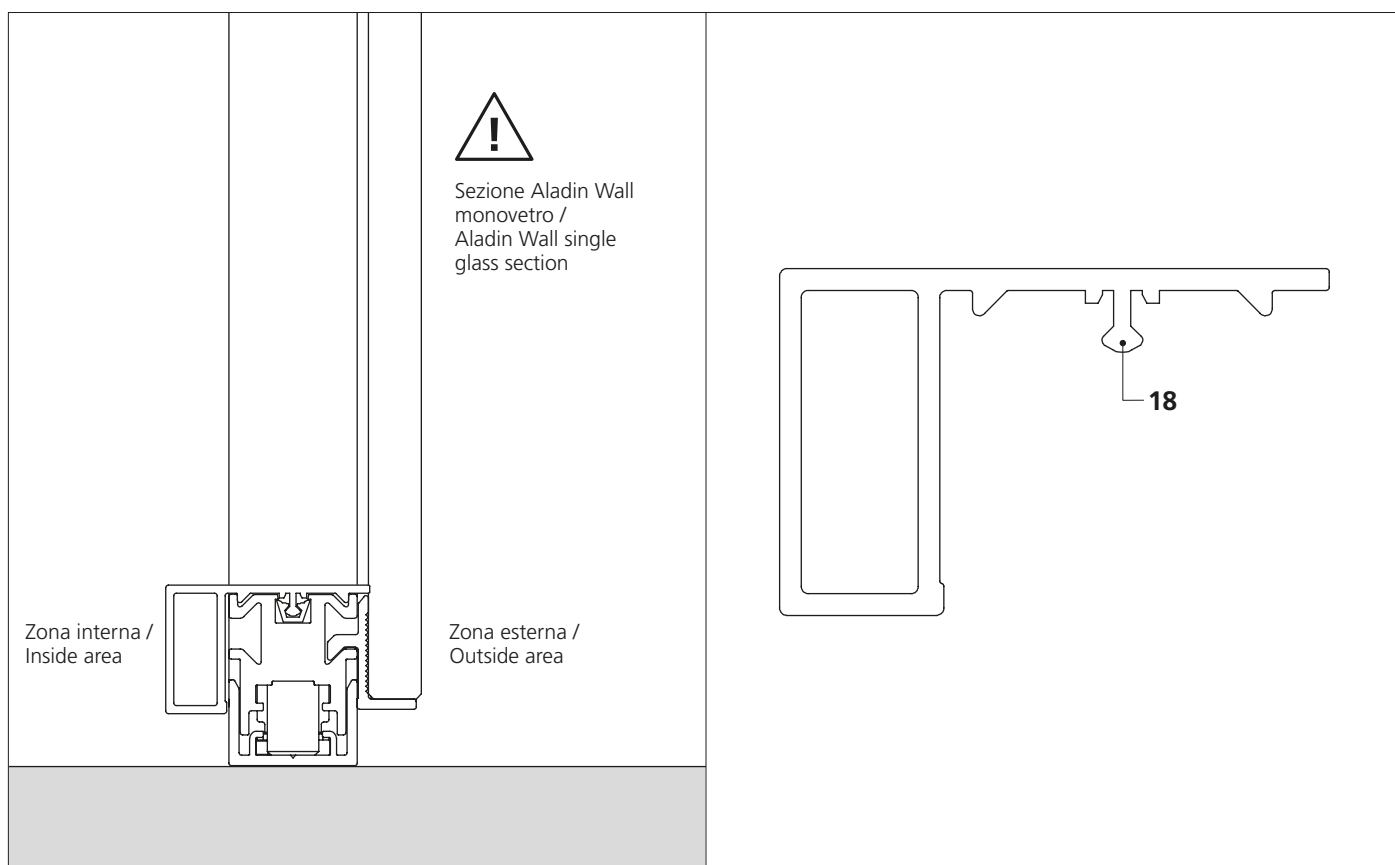 !
Sezione Aladin Wall
monovetro /
Aladin Wall single
glass section
Zona interna /
Inside area
Zona esterna /
Outside area
18